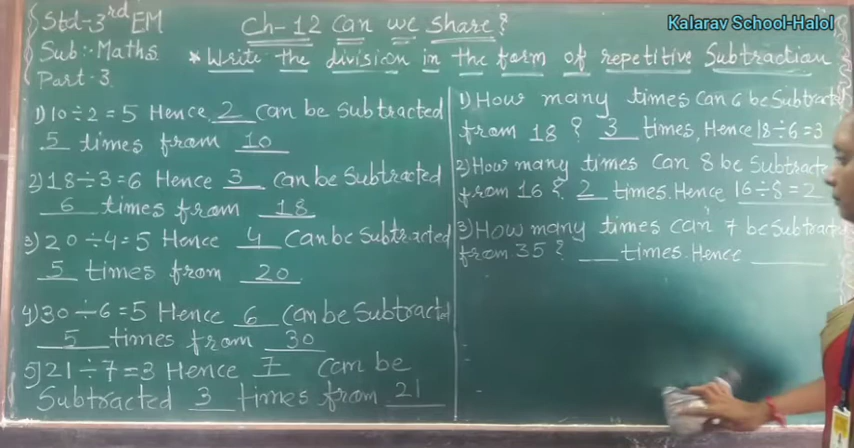 Std-3rd EM
Sub:- Maths
Part-3
Ch-12 Can we Share?
Kalarav School-Halol
* Write the division in the form of repetitive Subtraction
1) 10÷2=5 Hence 2 can be Subtracted
5 times from 10
2) 18÷3=6 Hence 3 can be Subtracted
6 times from 18
3) 20÷4=5 Hence 4 can be Subtracted
5 times from 20
4) 30÷6=5 Hence 6 can be Subtracted
5 times from 30
5) 21÷7=3 Hence 7 can be
Subtracted 3 times from 21
1) How many times can 6 be Subtracted
from 18? 3 times, Hence 18÷6=3
2) How many times can 8 be Subtracte
from 16? 2 times. Hence 16÷8=2
3) How many times can 7 be Subtracte
from 35? __ times. Hence ____